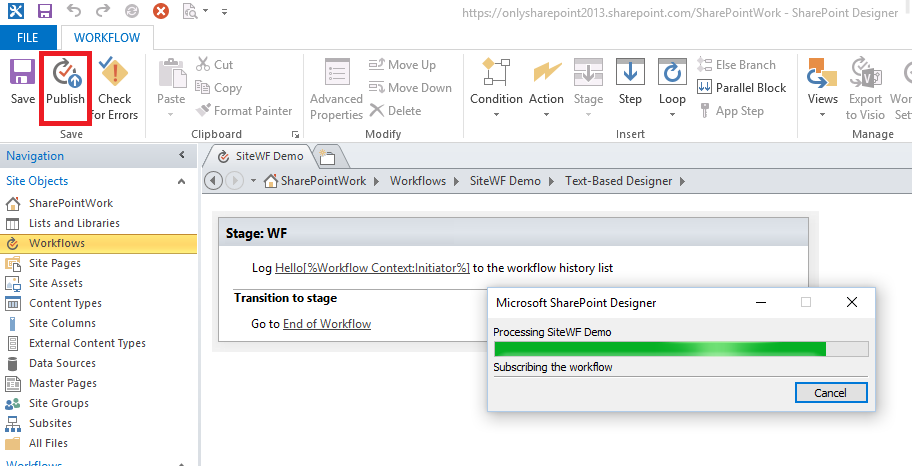 https://onlysharepoint2013.sharepoint.com/SharePointWork - SharePoint Designer
FILE WORKFLOW
Save Publish Check For Errors
Paste Cut Copy Format Painter
Advanced Properties Move Up Move Down Delete
Condition Action Stage Step Loop Else Branch Parallel Block App Step
Views Export to Visio
Save Clipboard Modify Insert Manage
Navigation
SiteWF Demo
Site Objects
SharePointWork Workflows SiteWF Demo Text-Based Designer
SharePointWork
Lists and Libraries
Workflows
Site Pages
Site Assets
Content Types
Site Columns
External Content Types
Data Sources
Master Pages
Site Groups
Subsites
All Files
Workflows
Stage: WF
Log Hello[%Workflow Context:Initiator%] to the workflow history list
Transition to stage
Go to End of Workflow
Microsoft SharePoint Designer
Processing SiteWF Demo
Subscribing the workflow
Cancel